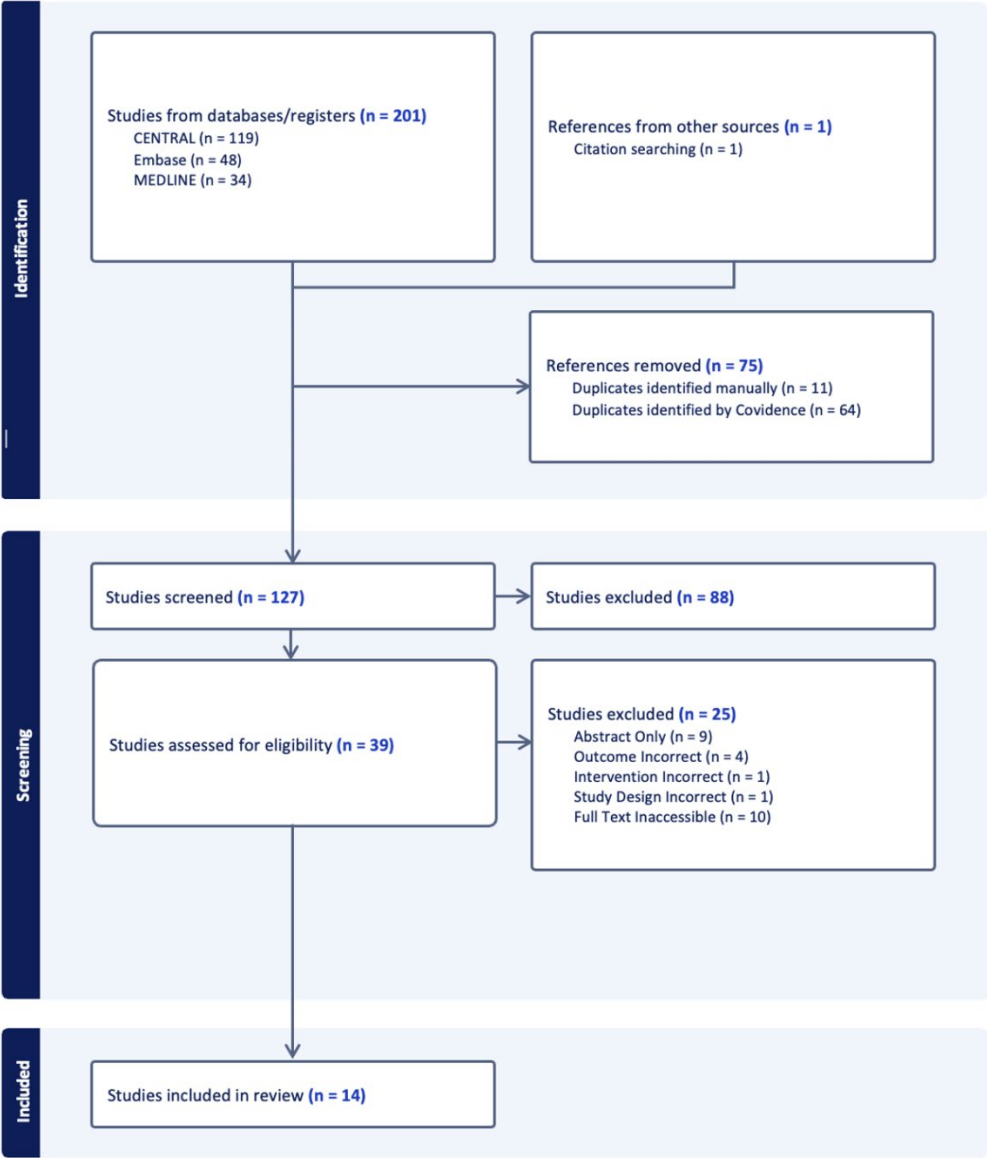 Identification
Studies from databases/registers (n = 201)
CENTRAL (n = 119)
Embase (n = 48)
MEDLINE (n = 34)
References from other sources (n = 1)
Citation searching (n = 1)
References removed (n = 75)
Duplicates identified manually (n = 11)
Duplicates identified by Covidence (n = 64)
Screening
Studies screened (n = 127)
Studies excluded (n = 88)
Studies assessed for eligibility (n = 39)
Studies excluded (n = 25)
Abstract Only (n = 9)
Outcome Incorrect (n = 4)
Intervention Incorrect (n = 1)
Study Design Incorrect (n = 1)
Full Text Inaccessible (n = 10)
Included
Studies included in review (n = 14)